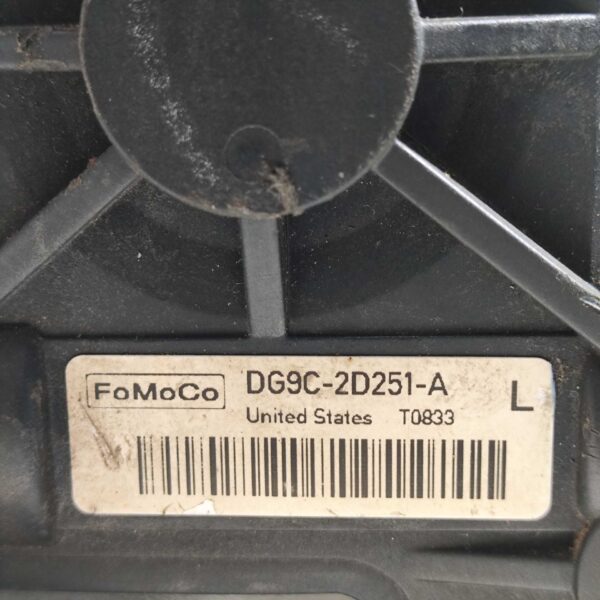 FoMoCo DG9C-2D251-A L
United States T0833